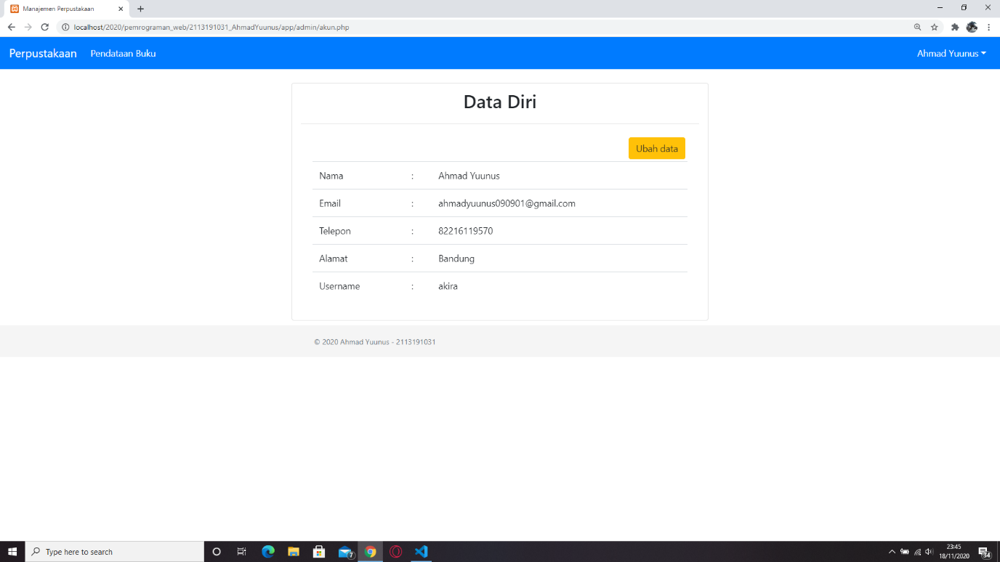 Manajemen Perpustakaan
localhost/2020/pemrograman_web/2113191031_AhmadYuunus/app/admin/akun.php
Perpustakaan Pendataan Buku Ahmad Yuunus
Data Diri
Ubah data
Nama : Ahmad Yuunus
Email : ahmadyuunus090901@gmail.com
Telepon : 82216119570
Alamat : Bandung
Username : akira
© 2020 Ahmad Yuunus - 2113191031
Type here to search
7
23:45
18/11/2020
34